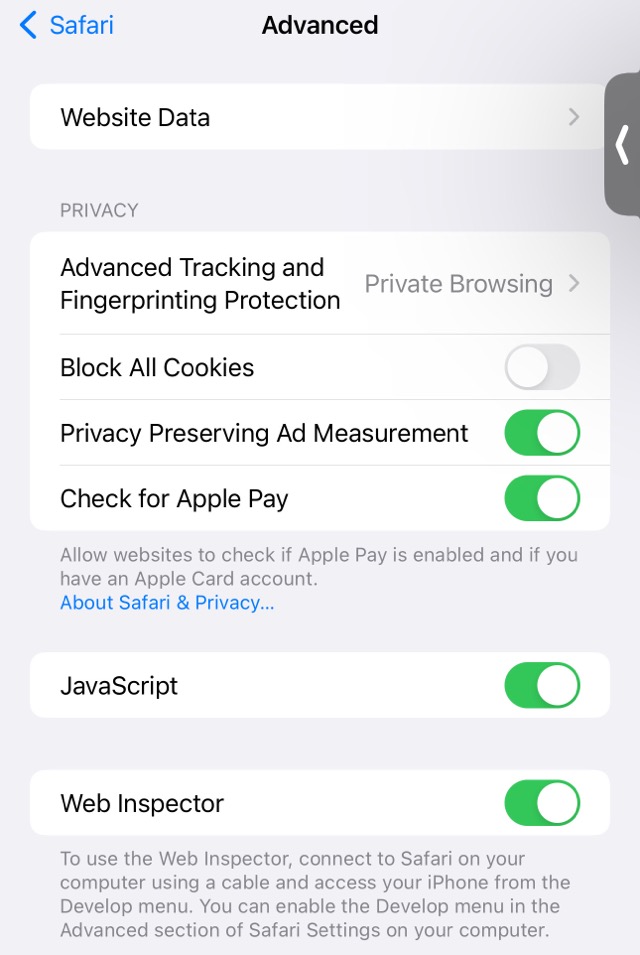 Safari
Advanced
Website Data
PRIVACY
Advanced Tracking and
Fingerprinting Protection
Private Browsing
Block All Cookies
Privacy Preserving Ad Measurement
Check for Apple Pay
Allow websites to check if Apple Pay is enabled and if you
have an Apple Card account.
About Safari & Privacy...
JavaScript
Web Inspector
To use the Web Inspector, connect to Safari on your
computer using a cable and access your iPhone from the
Develop menu. You can enable the Develop menu in the
Advanced section of Safari Settings on your computer.